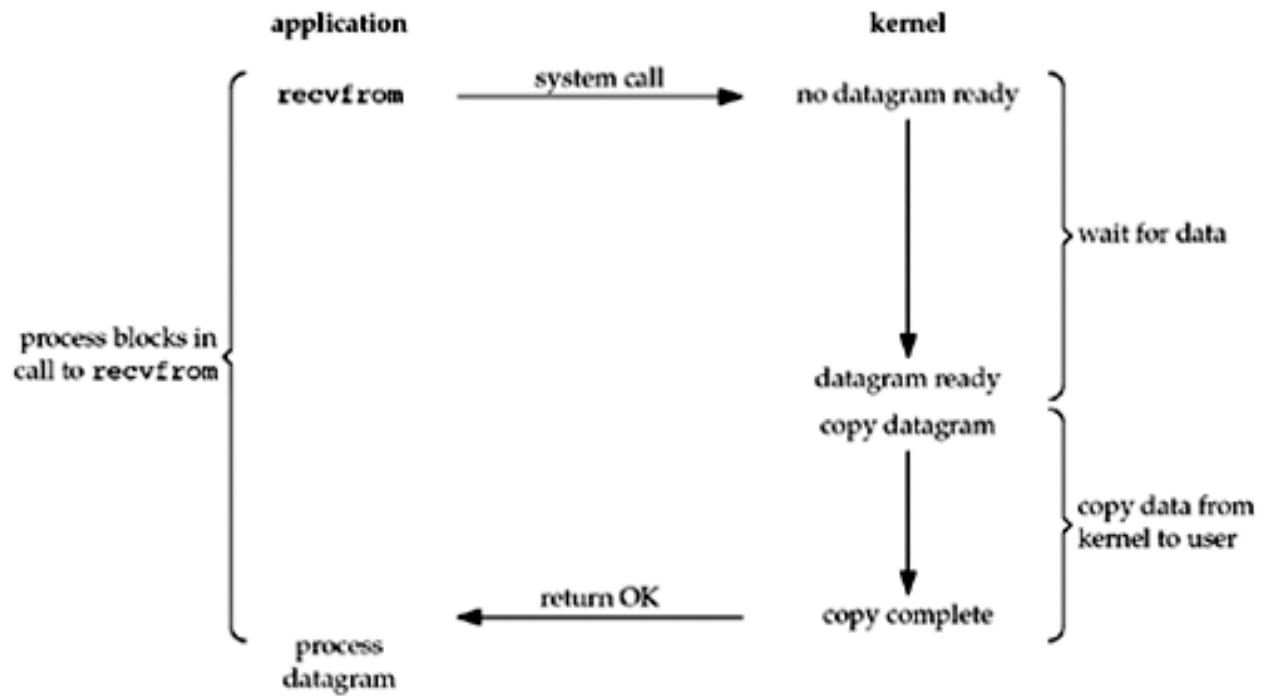 application
kernel
recvfrom
system call
no datagram ready
wait for data
process blocks in
call to recvfrom
datagram ready
copy datagram
copy data from
kernel to user
return OK
copy complete
process
datagram